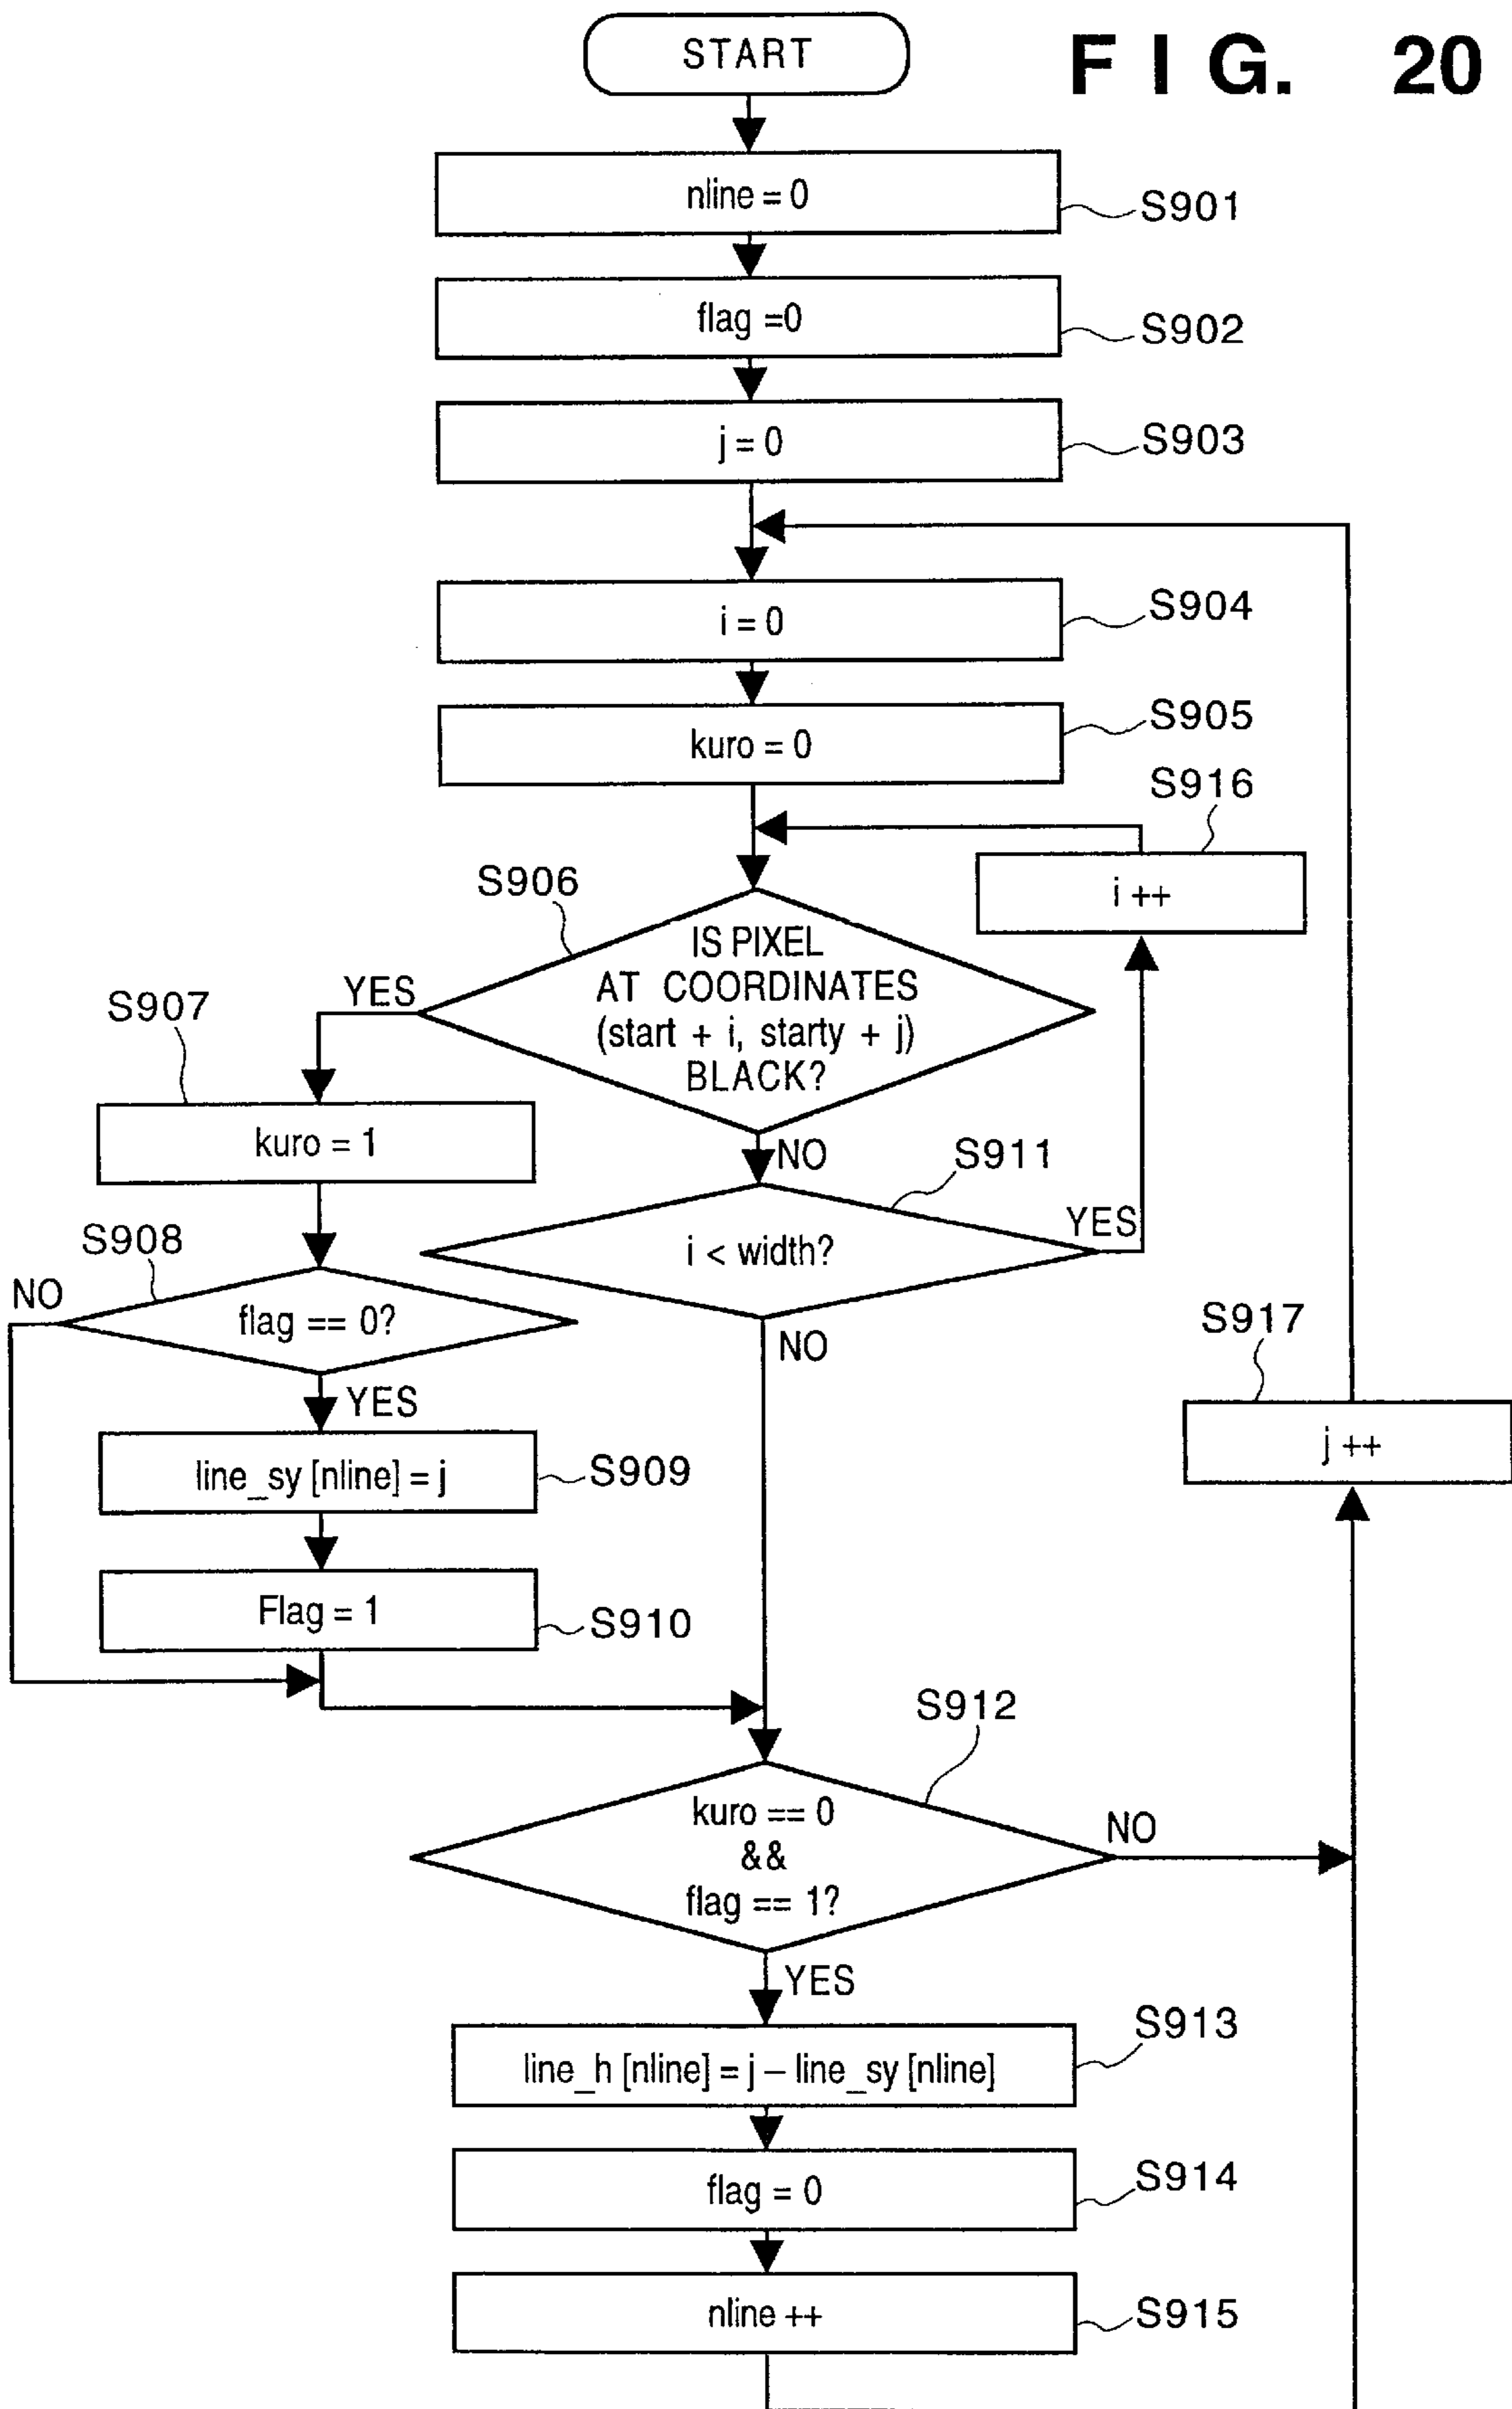 START
FIG. 20
nline = 0
S901
flag =0
S902
j = 0
S903
i = 0
S904
kuro = 0
S905
S916
i ++
S906
IS PIXEL
AT COORDINATES
(start + i, starty + j)
BLACK?
YES
NO
S907
kuro = 1
S911
i < width?
YES
NO
S908
flag == 0?
NO
YES
line_sy [nline] = j
S909
Flag = 1
S910
S917
j ++
S912
kuro == 0
&&
flag == 1?
NO
YES
line_h [nline] = j – line_sy [nline]
S913
flag = 0
S914
nline ++
S915